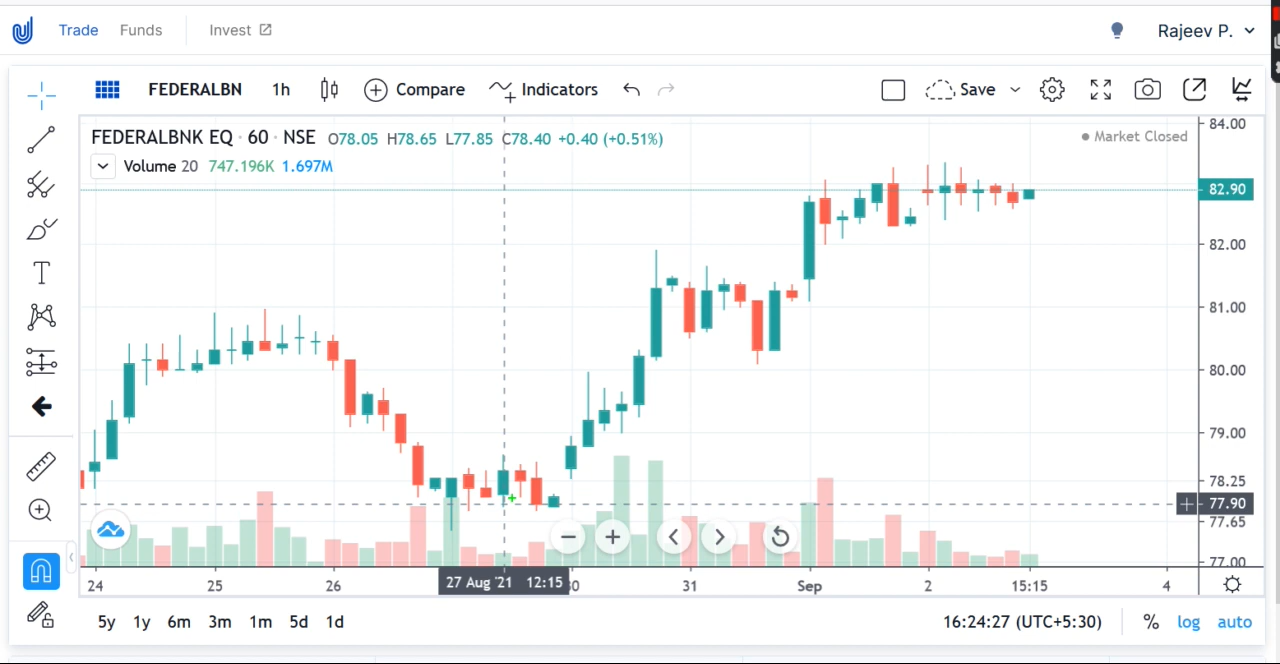 Trade Funds Invest Rajeev P.
FEDERALBN 1h Compare Indicators Save
FEDERALBNK EQ · 60 · NSE O78.05 H78.65 L77.85 C78.40 +0.40 (+0.51%)
Market Closed
Volume 20 747.196K 1.697M
84.00
82.90
82.00
81.00
80.00
79.00
78.25
77.90
77.65
77.00
24 25 26 27 Aug '21 12:15 30 31 Sep 2 15:15 4
5y 1y 6m 3m 1m 5d 1d 16:24:27 (UTC+5:30) % log auto